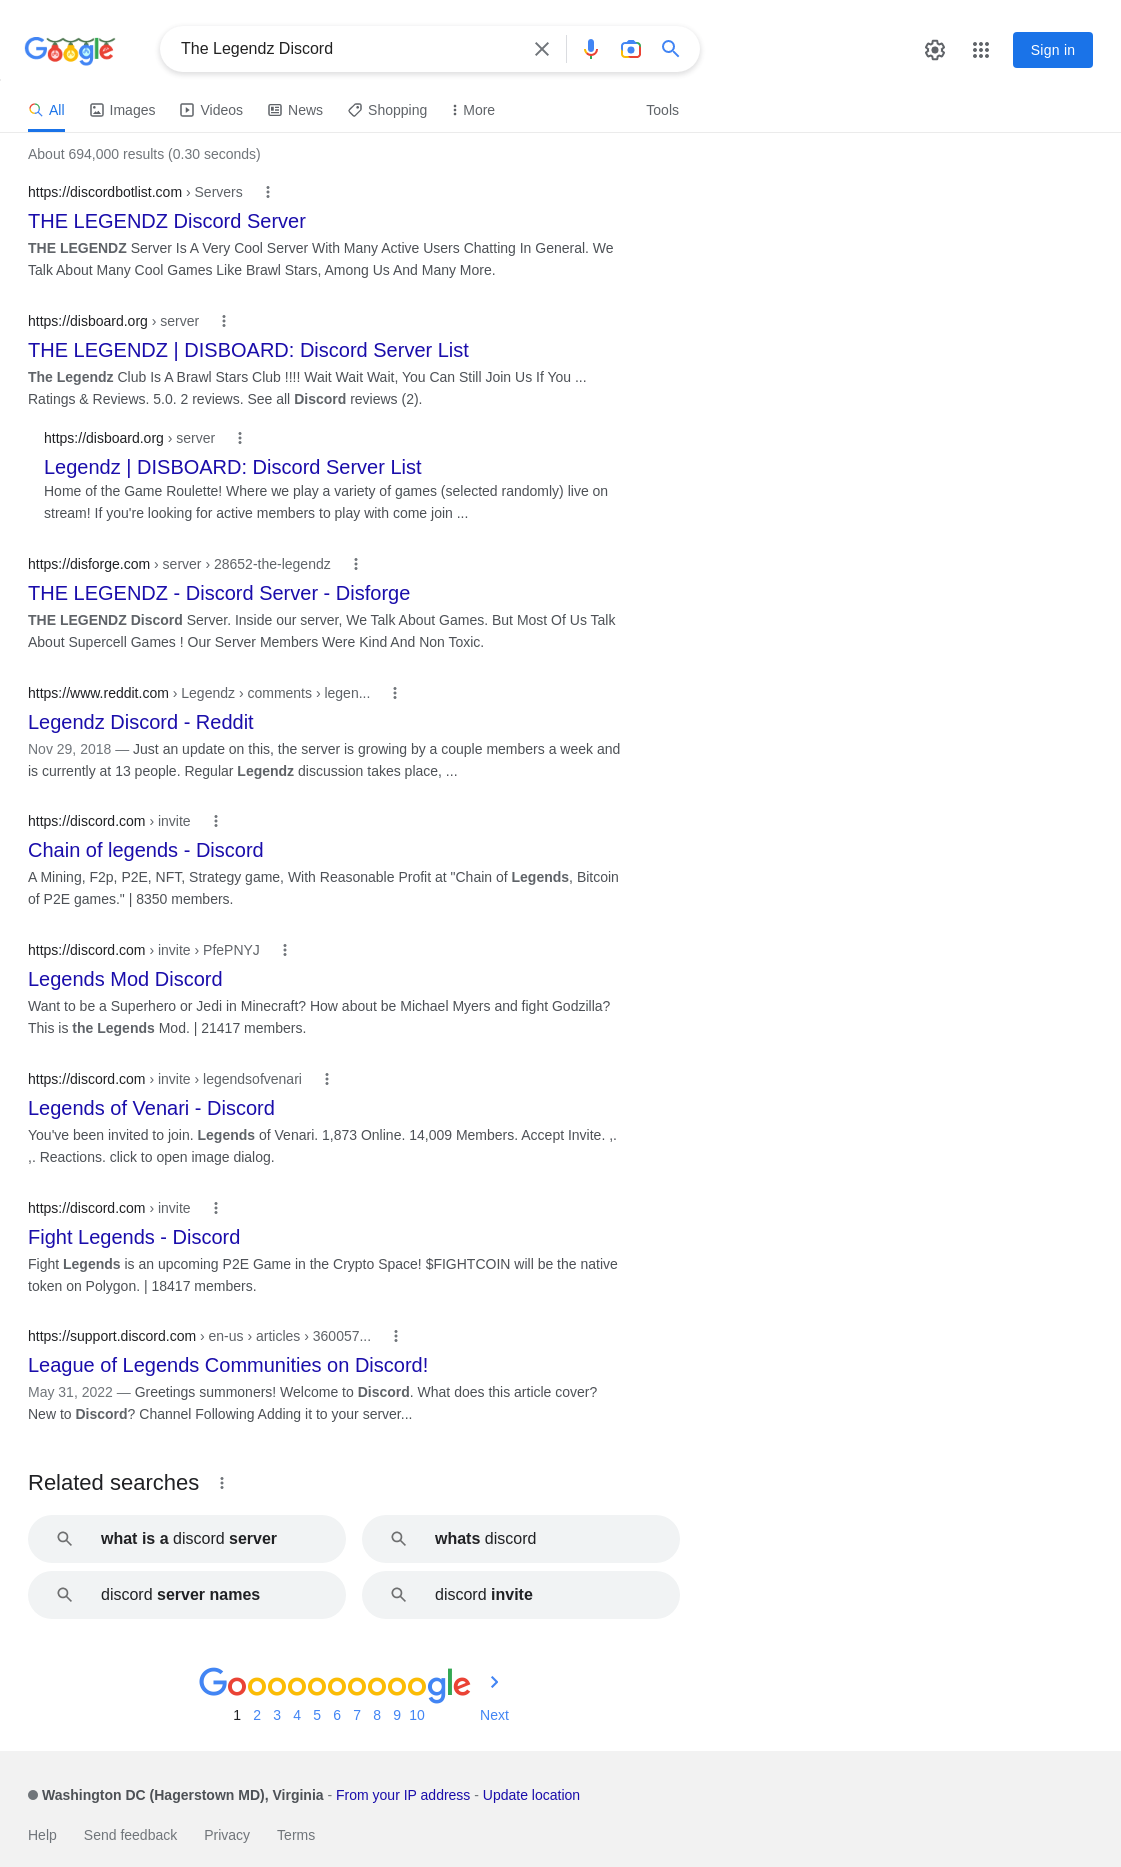 Google
The Legendz Discord
Sign in
All Images Videos News Shopping More Tools
About 694,000 results (0.30 seconds)
https://discordbotlist.com › Servers
THE LEGENDZ Discord Server
THE LEGENDZ Server Is A Very Cool Server With Many Active Users Chatting In General. We
Talk About Many Cool Games Like Brawl Stars, Among Us And Many More.
https://disboard.org › server
THE LEGENDZ | DISBOARD: Discord Server List
The Legendz Club Is A Brawl Stars Club !!!! Wait Wait Wait, You Can Still Join Us If You ...
Ratings & Reviews. 5.0. 2 reviews. See all Discord reviews (2).
https://disboard.org › server
Legendz | DISBOARD: Discord Server List
Home of the Game Roulette! Where we play a variety of games (selected randomly) live on
stream! If you're looking for active members to play with come join ...
https://disforge.com › server › 28652-the-legendz
THE LEGENDZ - Discord Server - Disforge
THE LEGENDZ Discord Server. Inside our server, We Talk About Games. But Most Of Us Talk
About Supercell Games ! Our Server Members Were Kind And Non Toxic.
https://www.reddit.com › Legendz › comments › legen...
Legendz Discord - Reddit
Nov 29, 2018 — Just an update on this, the server is growing by a couple members a week and
is currently at 13 people. Regular Legendz discussion takes place, ...
https://discord.com › invite
Chain of legends - Discord
A Mining, F2p, P2E, NFT, Strategy game, With Reasonable Profit at "Chain of Legends, Bitcoin
of P2E games." | 8350 members.
https://discord.com › invite › PfePNYJ
Legends Mod Discord
Want to be a Superhero or Jedi in Minecraft? How about be Michael Myers and fight Godzilla?
This is the Legends Mod. | 21417 members.
https://discord.com › invite › legendsofvenari
Legends of Venari - Discord
You've been invited to join. Legends of Venari. 1,873 Online. 14,009 Members. Accept Invite. ,.
,. Reactions. click to open image dialog.
https://discord.com › invite
Fight Legends - Discord
Fight Legends is an upcoming P2E Game in the Crypto Space! $FIGHTCOIN will be the native
token on Polygon. | 18417 members.
https://support.discord.com › en-us › articles › 360057...
League of Legends Communities on Discord!
May 31, 2022 — Greetings summoners! Welcome to Discord. What does this article cover?
New to Discord? Channel Following Adding it to your server...
Related searches
what is a discord server
whats discord
discord server names
discord invite
Goooooooooogle
1 2 3 4 5 6 7 8 9 10 Next
Washington DC (Hagerstown MD), Virginia - From your IP address - Update location
Help Send feedback Privacy Terms